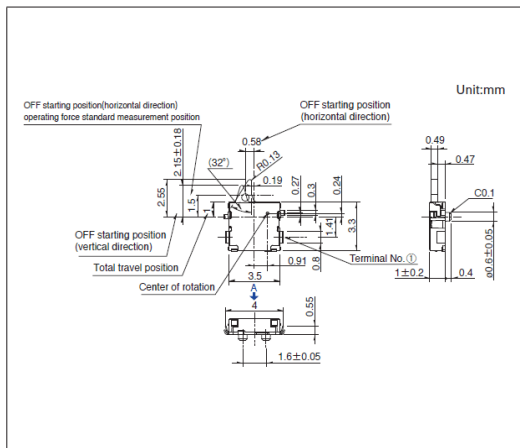 Unit:mm
OFF starting position(horizontal direction)
operating force standard measurement position
OFF starting position
(horizontal direction)
0.58
2.15±0.18
(32°)
R0.13
0.19
2.55
1.5
1
0.27
0.3
0.24
1.41
3.3
0.49
0.47
C0.1
ø0.6±0.05
OFF starting position
(vertical direction)
Total travel position
Center of rotation
0.91
3.5
0.8
Terminal No.①
1±0.2
0.4
A
4
0.55
1.6±0.05